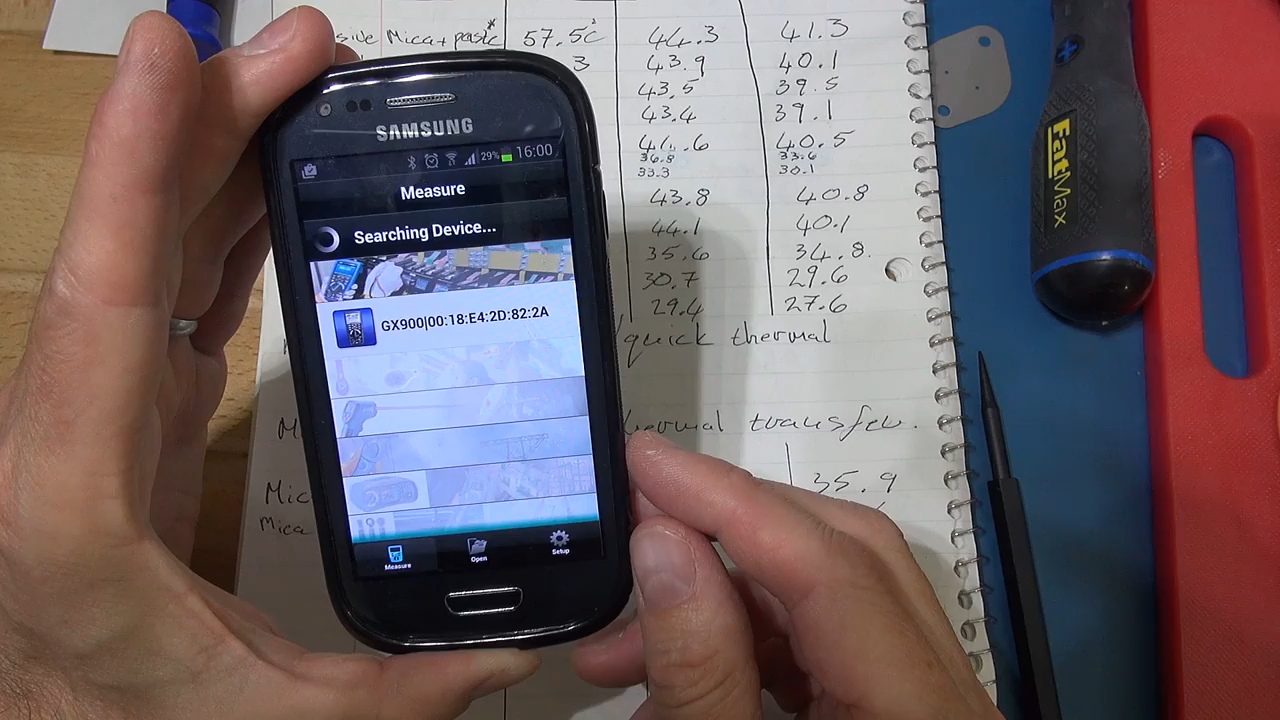 side Mica+paste* 57.5c² 44.3 41.3
3 43.9 40.1
43.5 39.5
43.4 39.1
41.6 40.5
36.8 33.6
33.3 30.1
43.8 40.8
44.1 40.1
35.6 34.8.
30.7 29.6
29.4 27.6
quick thermal
thermal transfer.
35.9
Mic
Mica
SAMSUNG
29% 16:00
Measure
Searching Device...
GX900|00:18:E4:2D:82:2A
Measure Open Setup
FatMax